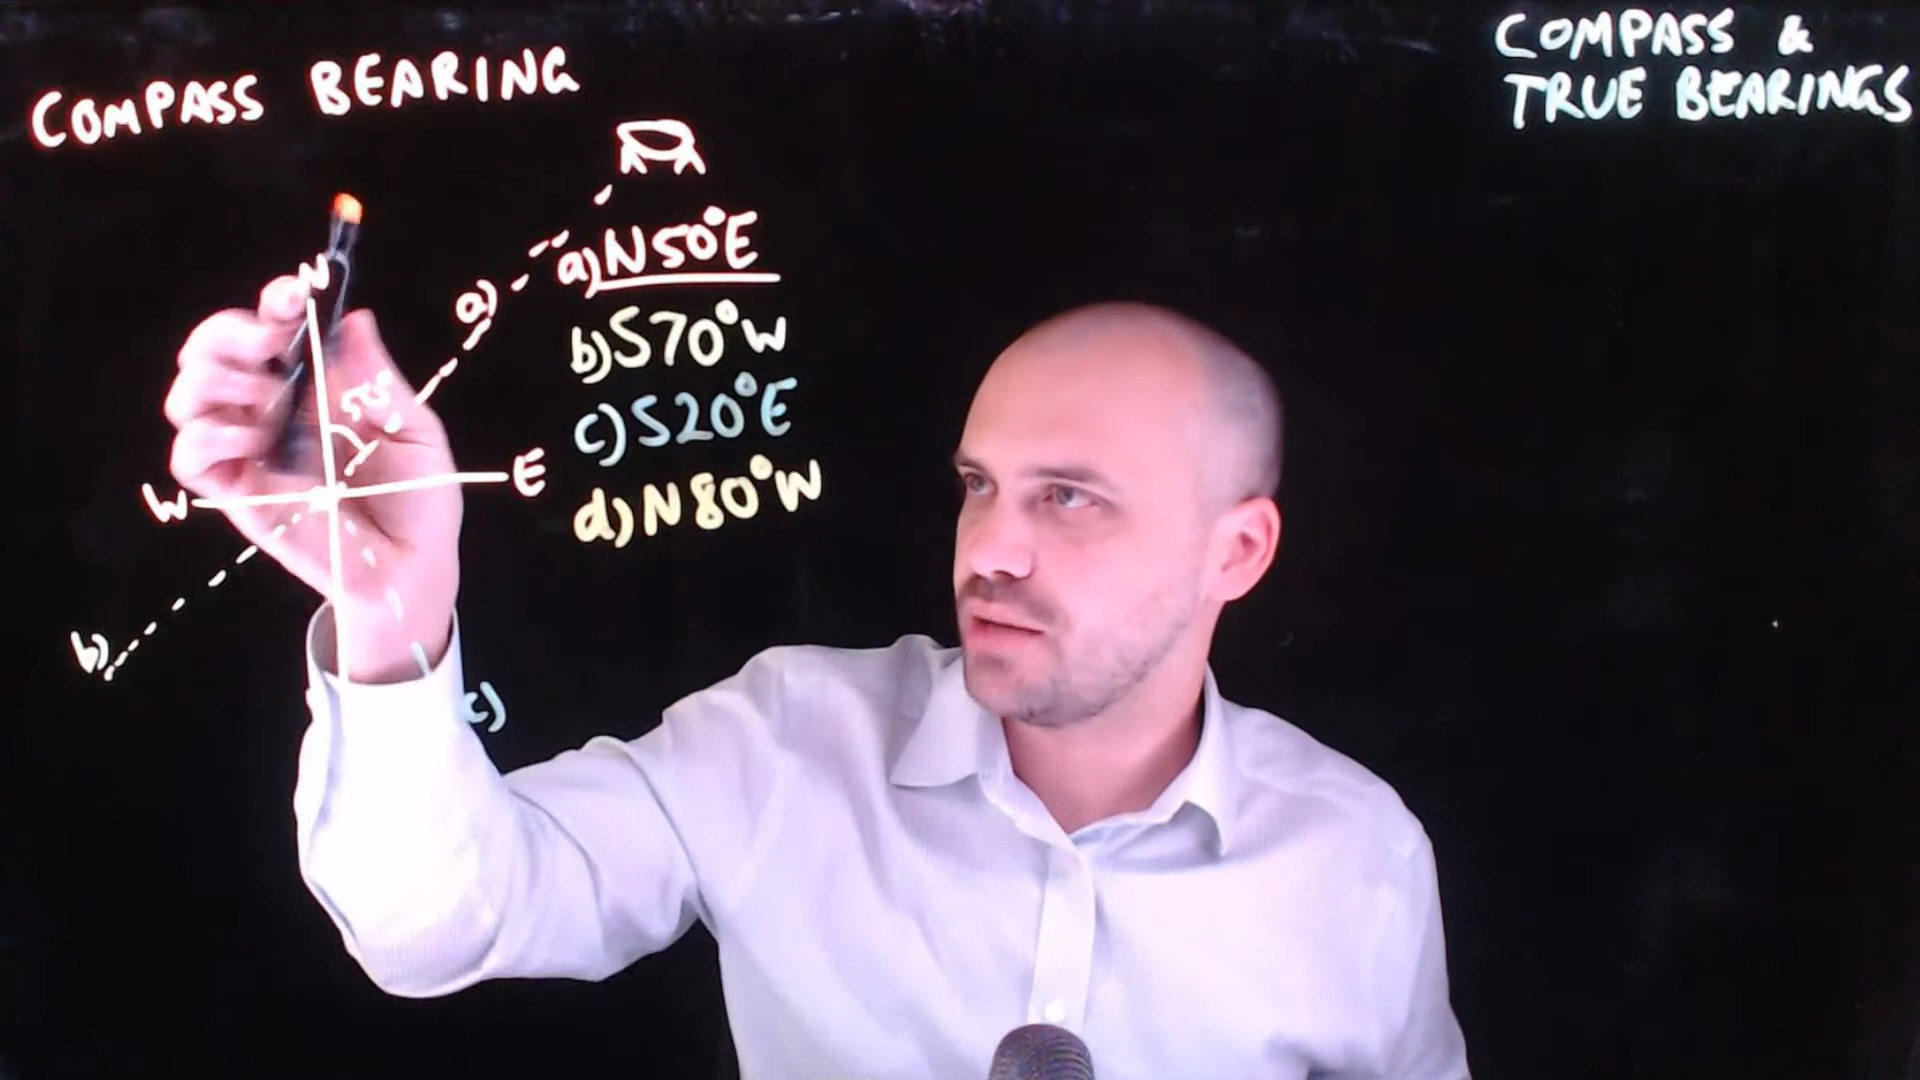 COMPASS BEARING
COMPASS &
TRUE BEARINGS
N
a)
a) N50°E
b) S70°W
50°
c) S20°E
W
E
d) N80°W
b)
c)